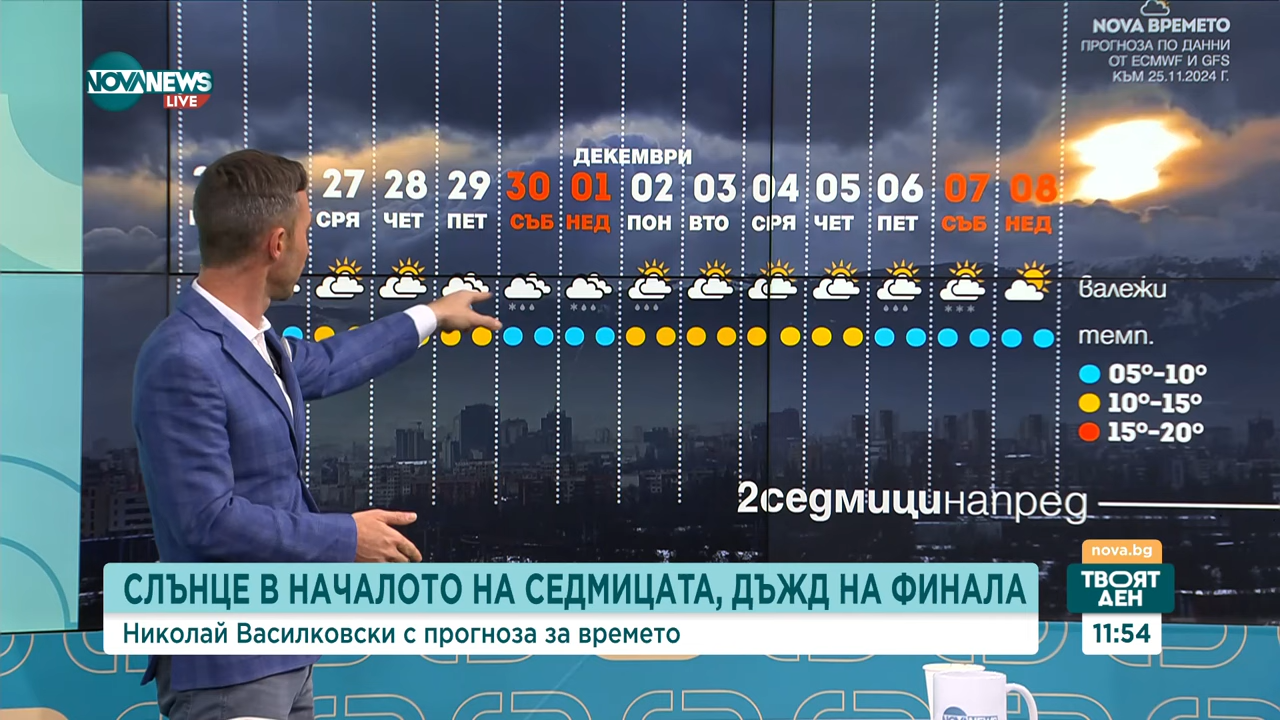 NOVA NEWS
LIVE
NOVA ВРЕМЕТО
ПРОГНОЗА ПО ДАННИ
ОТ ECMWF И GFS
КЪМ 25.11.2024 Г.
ДЕКЕМВРИ
27 28 29 30 01 02 03 04 05 06 07 08
СРЯ ЧЕТ ПЕТ СЪБ НЕД ПОН ВТО СРЯ ЧЕТ ПЕТ СЪБ НЕД
валежи
темп.
05°-10°
10°-15°
15°-20°
2седмицинапред
nova.bg
ТВОЯТ
ДЕН
11:54
СЛЪНЦЕ В НАЧАЛОТО НА СЕДМИЦАТА, ДЪЖД НА ФИНАЛА
Николай Василковски с прогноза за времето
NOVA NEWS